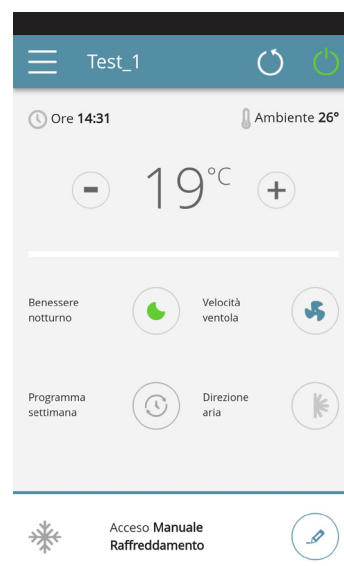 Test_1
Ore 14:31 Ambiente 26°
- 19°C +
Benessere
notturno
Velocità
ventola
Programma
settimana
Direzione
aria
Acceso Manuale
Raffreddamento